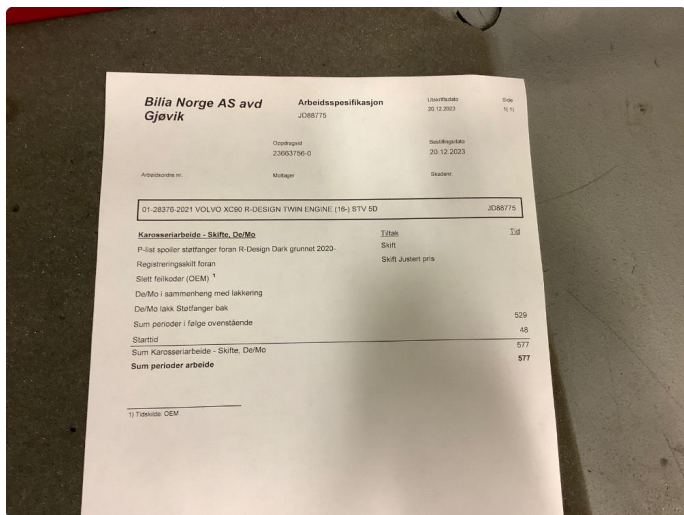 Bilia Norge AS avd
Gjøvik
Arbeidsspesifikasjon
JD88775
Utskriftsdato
20.12.2023
Side
1( 1)
Oppdragsid
23663756-0
Bestillingsdato
20.12.2023
Arbeidsordre nr.
Mottager
Skadenr.
01-28376-2021 VOLVO XC90 R-DESIGN TWIN ENGINE (16-) STV 5D JD88775
Karosseriarbeide - Skifte, De/Mo Tiltak Tid
P-list spoiler støtfanger foran R-Design Dark grunnet 2020- Skift
Registreringsskilt foran Skift Justert pris
Slett feilkoder (OEM) 1
De/Mo i sammenheng med lakkering
De/Mo lakk Støtfanger bak
Sum perioder i følge ovenstående 529
Starttid 48
Sum Karosseriarbeide - Skifte, De/Mo 577
Sum perioder arbeide 577
1) Tidskilde: OEM